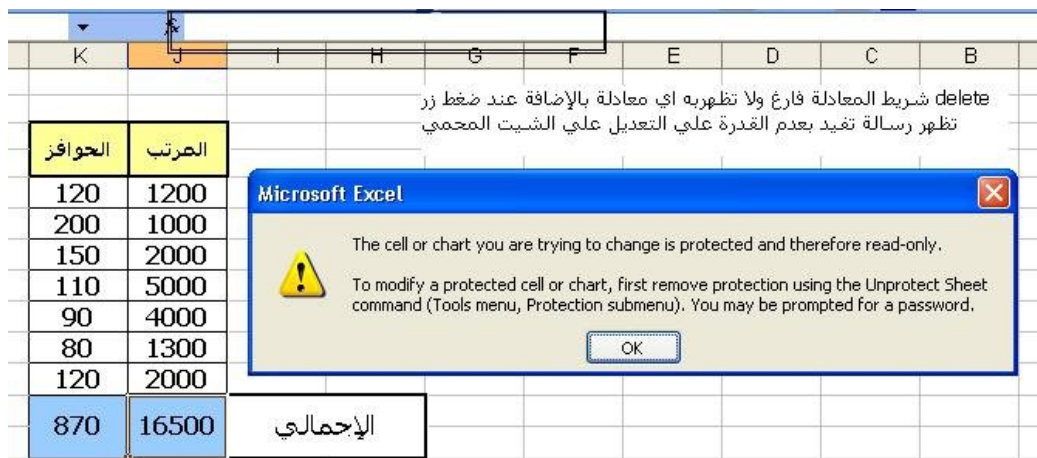 fx
K J I H G F E D C B
شريط المعادلة فارغ ولا تظهربه اي معادلة بالإضافة عند ضغط زر delete
تظهر رسالة تفيد بعدم القدرة علي التعديل علي الشيت المحمي
المرتب الحوافز
Microsoft Excel
The cell or chart you are trying to change is protected and therefore read-only.
To modify a protected cell or chart, first remove protection using the Unprotect Sheet
command (Tools menu, Protection submenu). You may be prompted for a password.
OK
120 1200
200 1000
150 2000
110 5000
90 4000
80 1300
120 2000
870 16500 الإجمالي